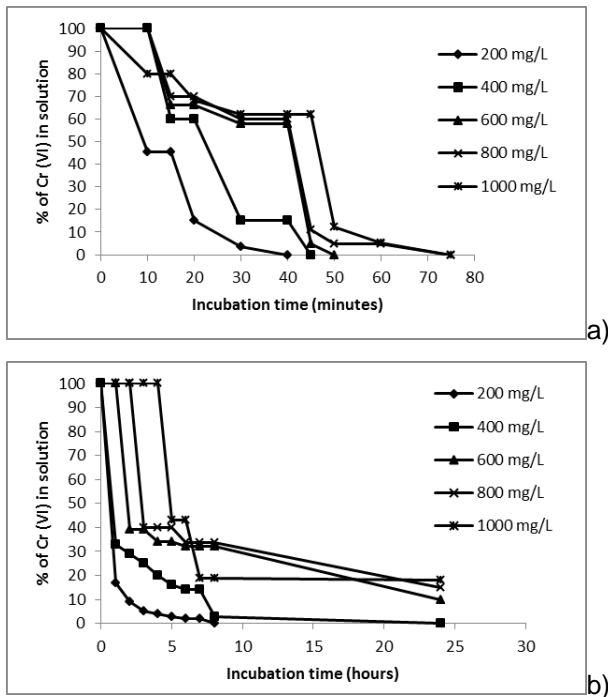 % of Cr (VI) in solution
100
90
80
70
60
50
40
30
20
10
0
0 10 20 30 40 50 60 70 80
Incubation time (minutes)
200 mg/L
400 mg/L
600 mg/L
800 mg/L
1000 mg/L
a)
% of Cr (VI) in solution
100
90
80
70
60
50
40
30
20
10
0
0 5 10 15 20 25 30
Incubation time (hours)
200 mg/L
400 mg/L
600 mg/L
800 mg/L
1000 mg/L
b)